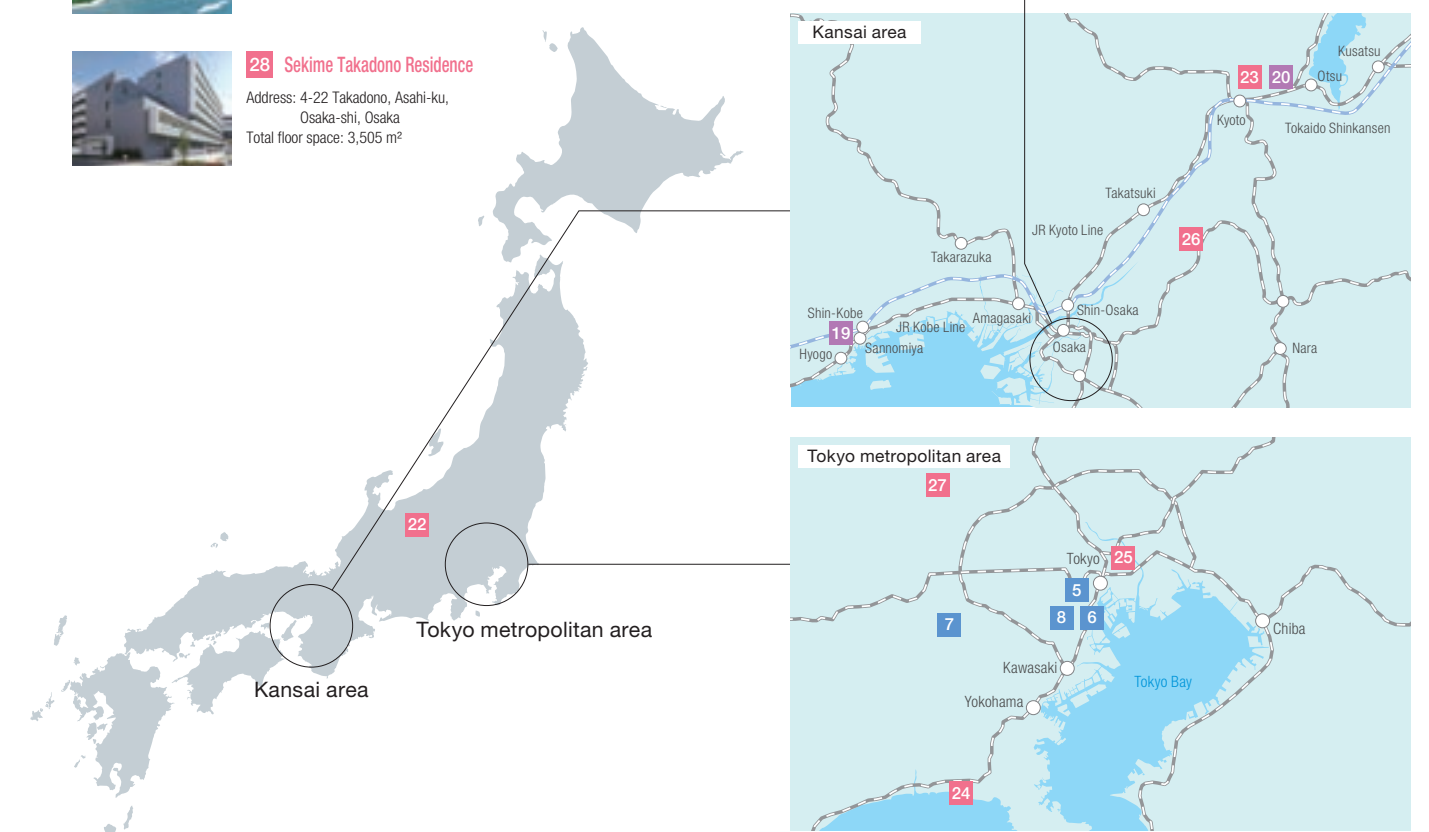 28 Sekime Takadono Residence
Address: 4-22 Takadono, Asahi-ku,
Osaka-shi, Osaka
Total floor space: 3,505 m²
22
Tokyo metropolitan area
Kansai area
Kansai area
Kusatsu
23 20 Otsu
Kyoto
Tokaido Shinkansen
Takatsuki
JR Kyoto Line
26
Takarazuka
Shin-Kobe
Amagasaki
Shin-Osaka
19
JR Kobe Line
Sannomiya
Osaka
Hyogo
Nara
Tokyo metropolitan area
27
Tokyo 25
5
8 6
7
Chiba
Kawasaki
Tokyo Bay
Yokohama
24